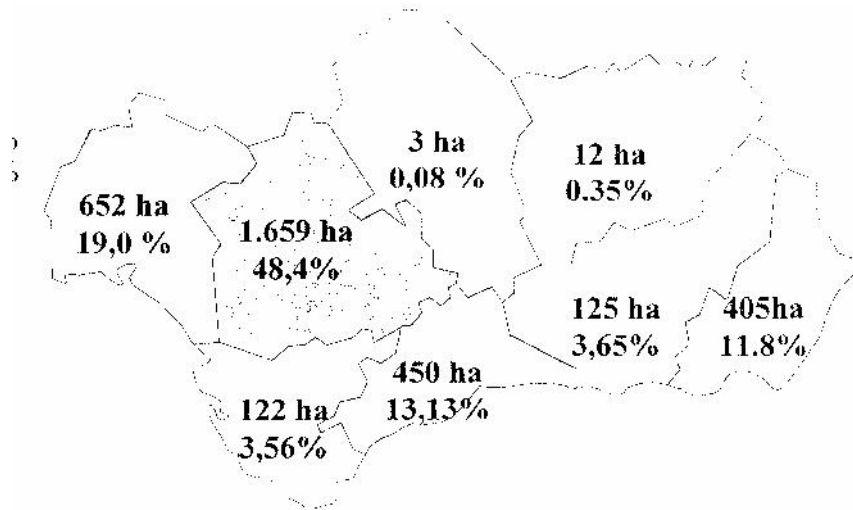 3 ha
0,08 %
12 ha
0.35%
652 ha
19,0 %
1.659 ha
48,4%
125 ha
3,65%
405ha
11.8%
450 ha
13,13%
122 ha
3,56%